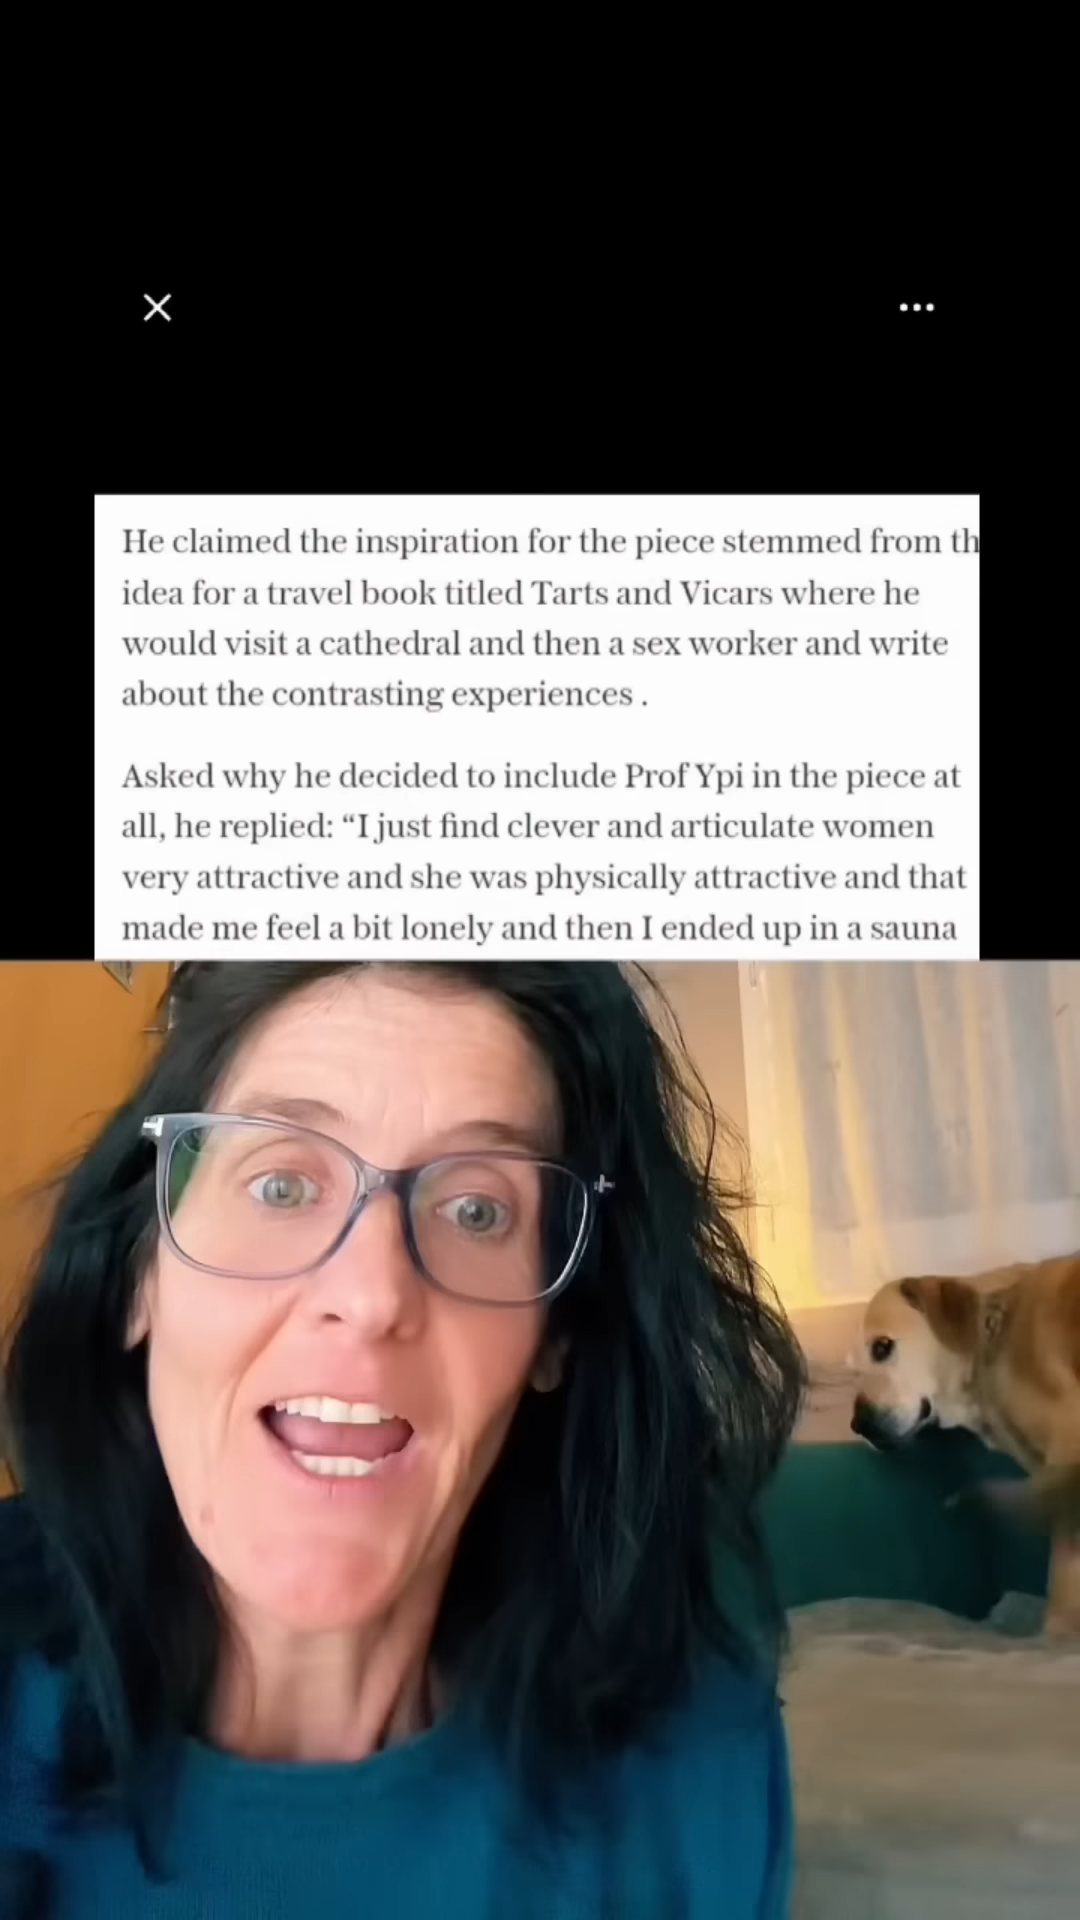 He claimed the inspiration for the piece stemmed from th
idea for a travel book titled Tarts and Vicars where he
would visit a cathedral and then a sex worker and write
about the contrasting experiences .
Asked why he decided to include Prof Ypi in the piece at
all, he replied: “I just find clever and articulate women
very attractive and she was physically attractive and that
made me feel a bit lonely and then I ended up in a sauna